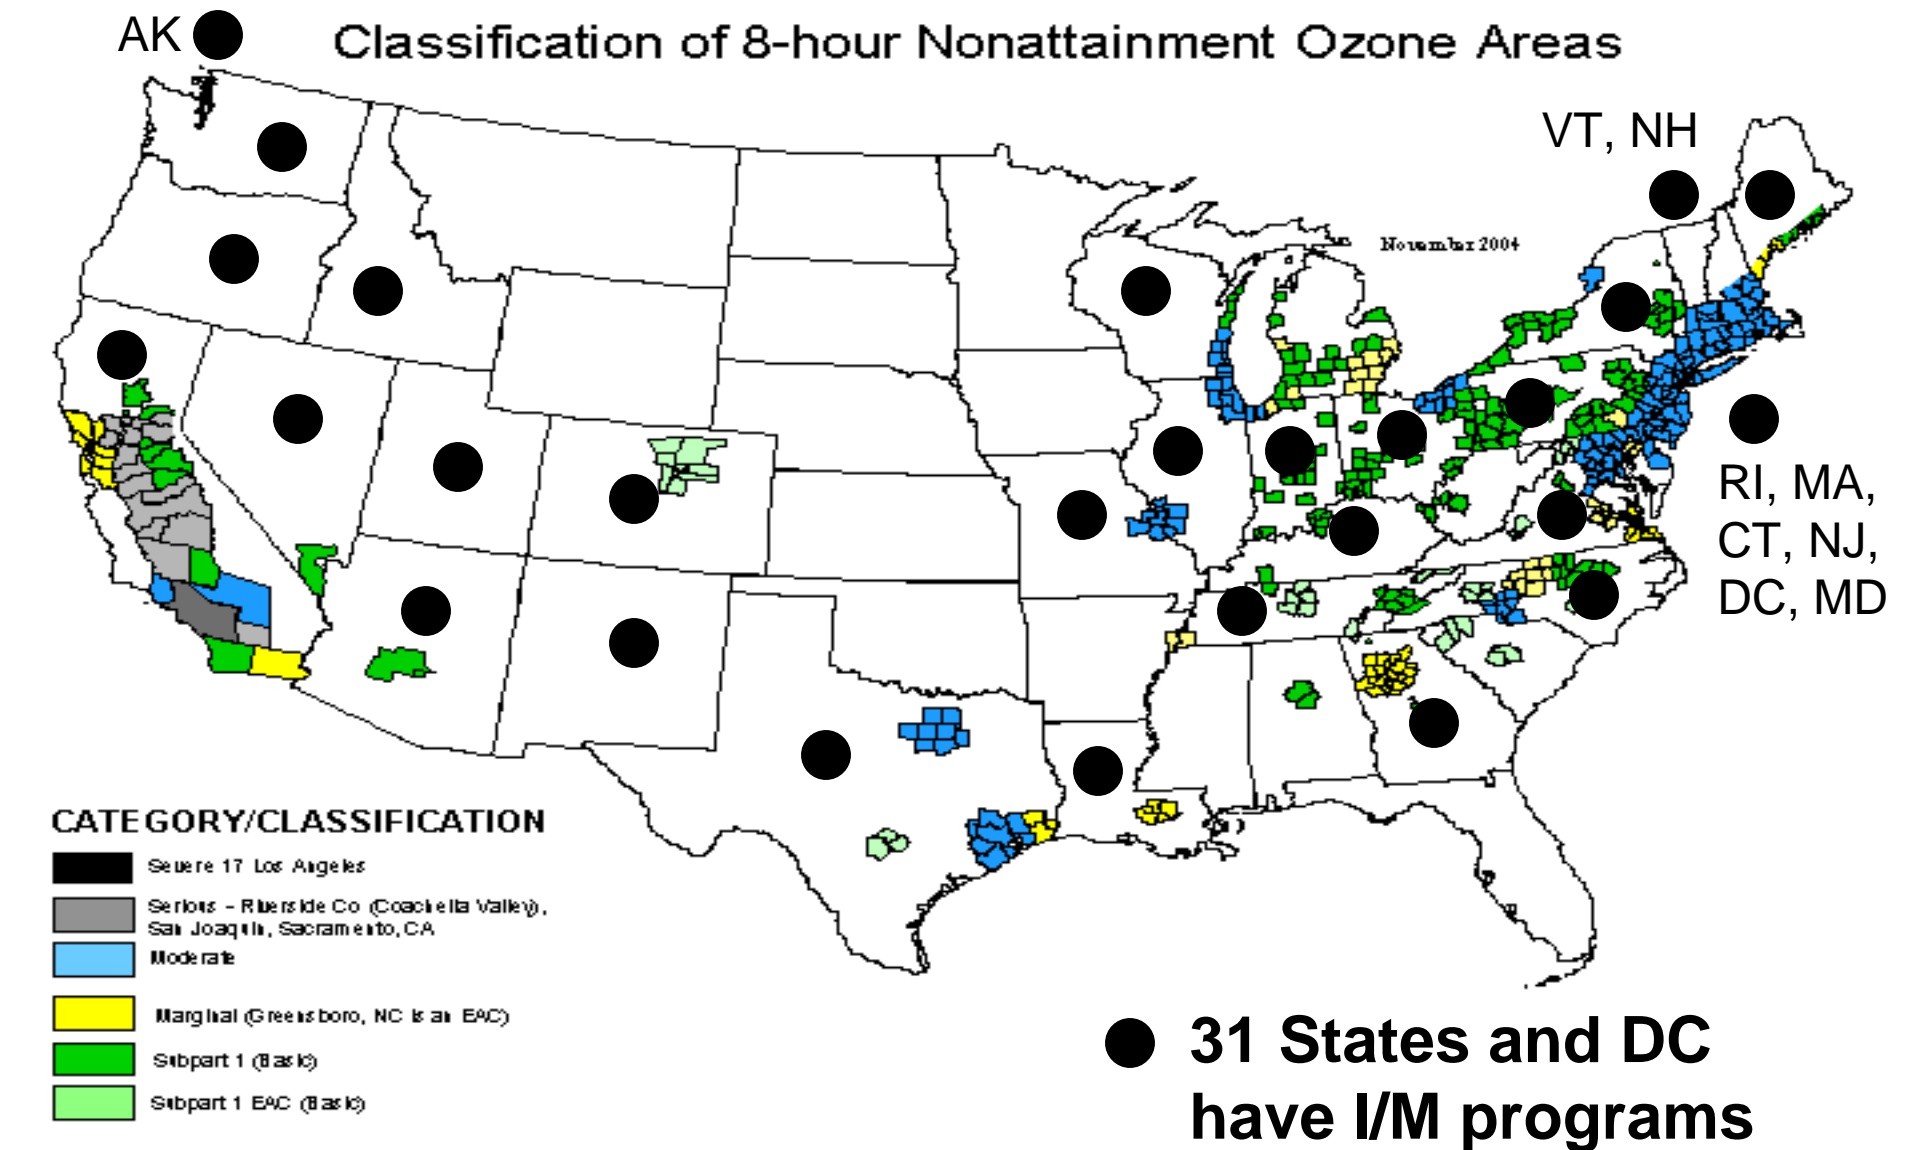 AK
Classification of 8-hour Nonattainment Ozone Areas
VT, NH
November 2004
RI, MA,
CT, NJ,
DC, MD
CATEGORY/CLASSIFICATION
Severe 17 Los Angeles
Serious - Riverside Co (Coachella Valley),
San Joaquin, Sacramento, CA
Moderate
Marginal (Greensboro, NC is an EAC)
Subpart 1 (Basic)
Subpart 1 EAC (Basic)
31 States and DC
have I/M programs